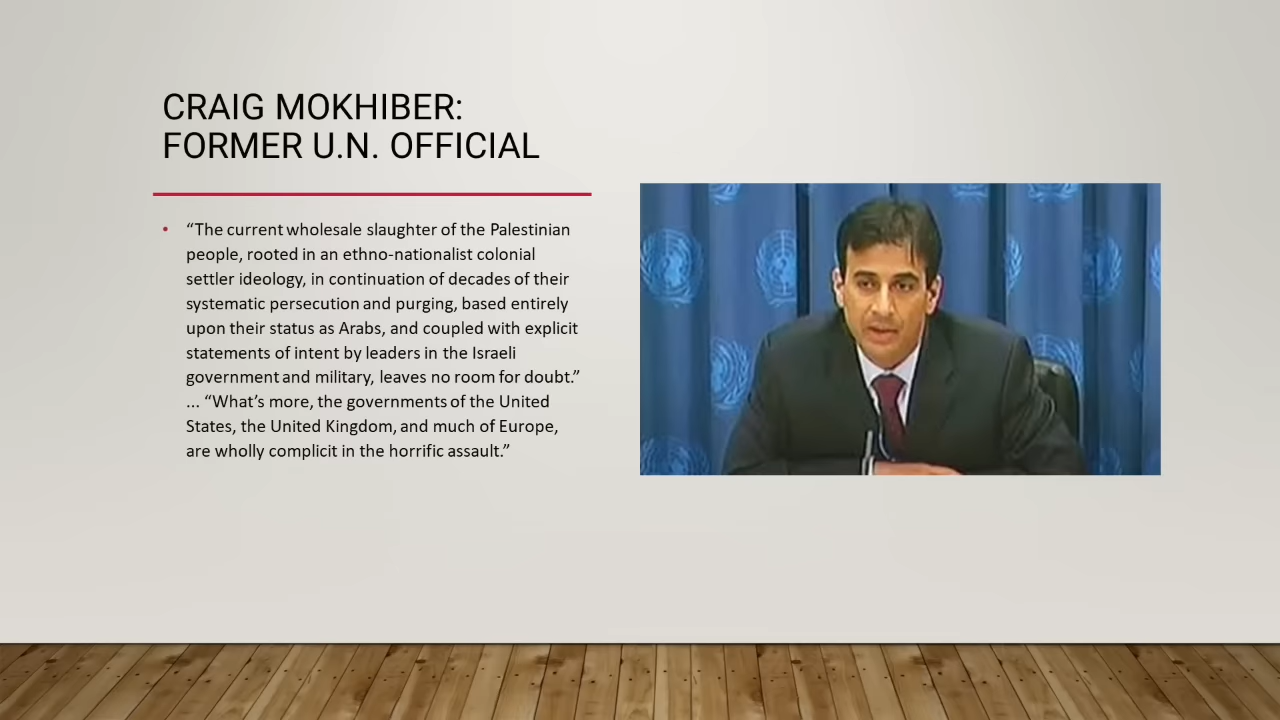 CRAIG MOKHIBER:
FORMER U.N. OFFICIAL
• “The current wholesale slaughter of the Palestinian
people, rooted in an ethno-nationalist colonial
settler ideology, in continuation of decades of their
systematic persecution and purging, based entirely
upon their status as Arabs, and coupled with explicit
statements of intent by leaders in the Israeli
government and military, leaves no room for doubt.”
... “What’s more, the governments of the United
States, the United Kingdom, and much of Europe,
are wholly complicit in the horrific assault.”